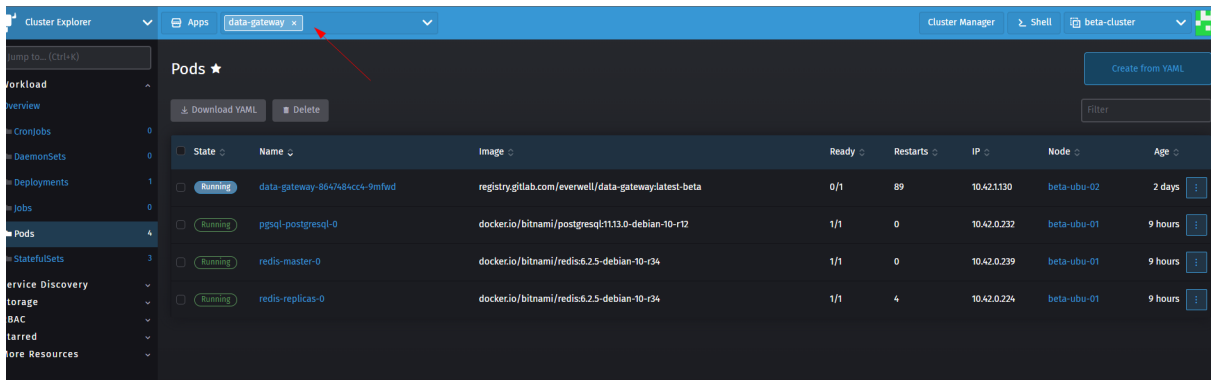 Cluster Explorer
Apps
data-gateway ×
Cluster Manager
Shell
beta-cluster
Jump to... (Ctrl+K)
Workload
Overview
CronJobs 0
DaemonSets 0
Deployments 1
Jobs 0
Pods 4
StatefulSets 3
ervice Discovery
torage
BAC
tarred
More Resources
Pods ★
Create from YAML
Download YAML
Delete
Filter
State Name Image Ready Restarts IP Node Age
Running data-gateway-8647484cc4-9mfwd registry.gitlab.com/everwell/data-gateway:latest-beta 0/1 89 10.42.1.130 beta-ubu-02 2 days
Running pgsql-postgresql-0 docker.io/bitnami/postgresql:11.13.0-debian-10-r12 1/1 0 10.42.0.232 beta-ubu-01 9 hours
Running redis-master-0 docker.io/bitnami/redis:6.2.5-debian-10-r34 1/1 0 10.42.0.239 beta-ubu-01 9 hours
Running redis-replicas-0 docker.io/bitnami/redis:6.2.5-debian-10-r34 1/1 4 10.42.0.224 beta-ubu-01 9 hours